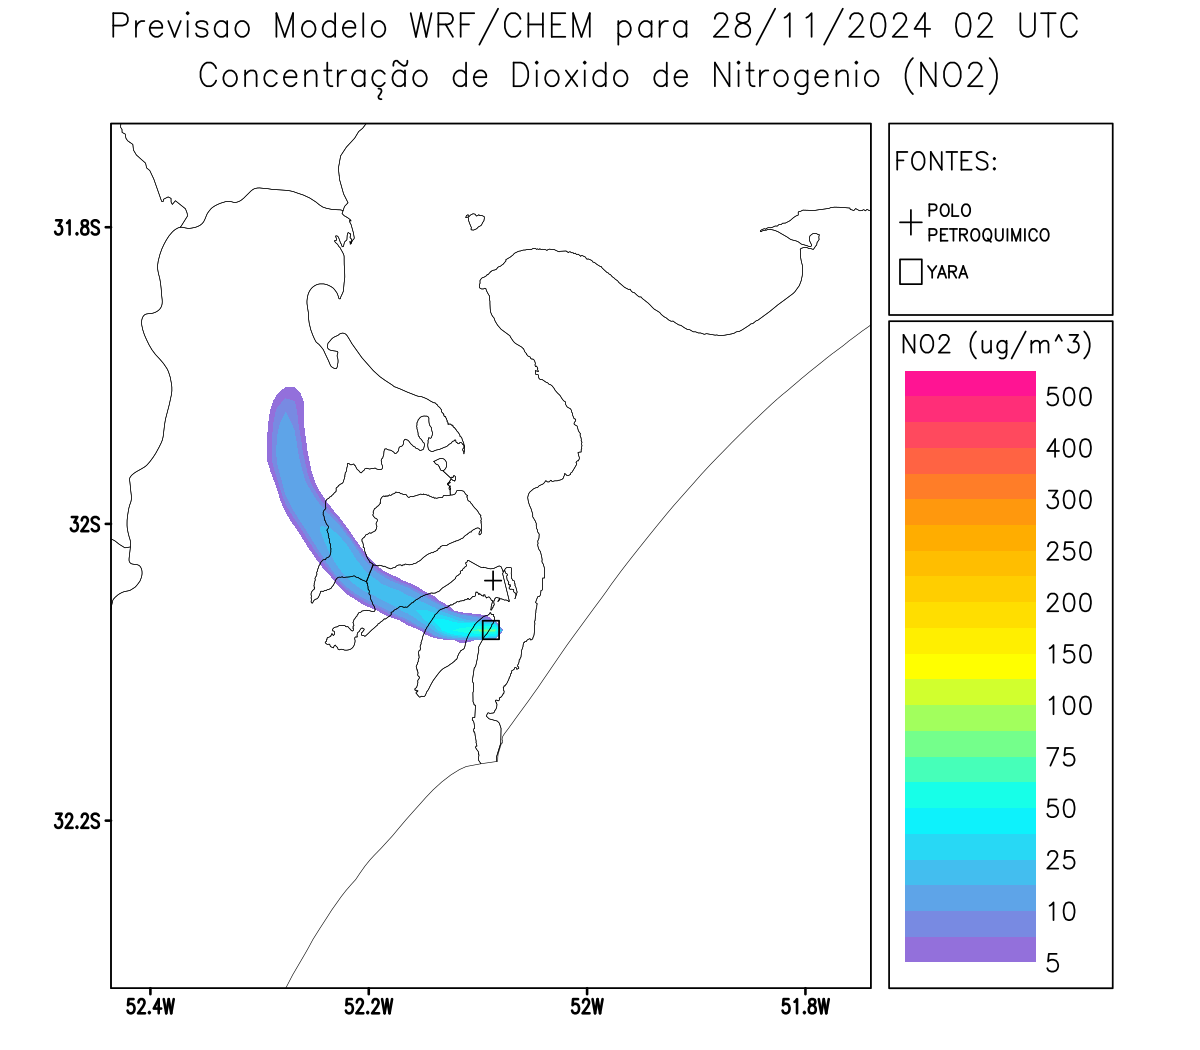 Previsao Modelo WRF/CHEM para 28/11/2024 02 UTC
Concentração de Dioxido de Nitrogenio (NO2)
FONTES:
POLO
PETROQUIMICO
YARA
NO2 (ug/m^3)
500
400
300
250
200
150
100
75
50
25
10
5
31.8S
32S
32.2S
52.4W
52.2W
52W
51.8W